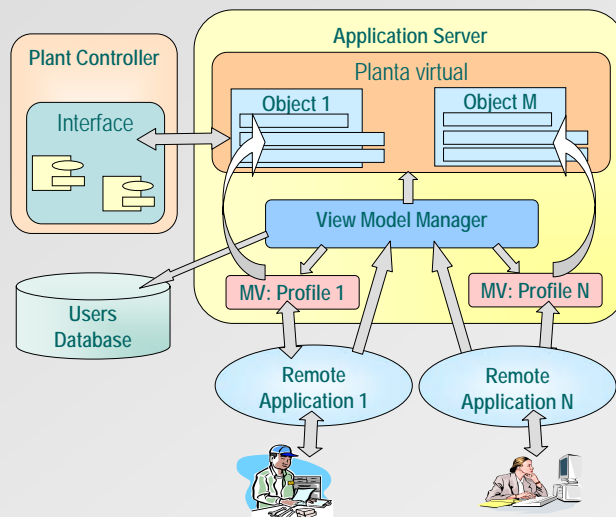 Application Server
Plant Controller
Planta virtual
Interface
Object 1
Object M
View Model Manager
MV: Profile 1
MV: Profile N
Users
Database
Remote
Application 1
Remote
Application N